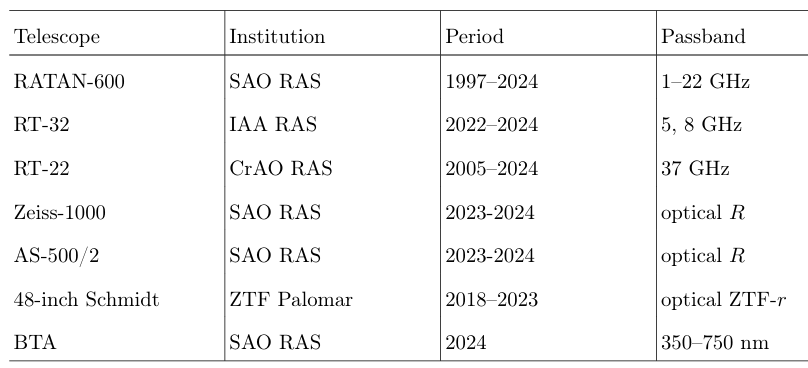 Telescope Institution Period Passband
RATAN-600 SAO RAS 1997–2024 1–22 GHz
RT-32 IAA RAS 2022–2024 5, 8 GHz
RT-22 CrAO RAS 2005–2024 37 GHz
Zeiss-1000 SAO RAS 2023-2024 optical R
AS-500/2 SAO RAS 2023-2024 optical R
48-inch Schmidt ZTF Palomar 2018–2023 optical ZTF-r
BTA SAO RAS 2024 350–750 nm